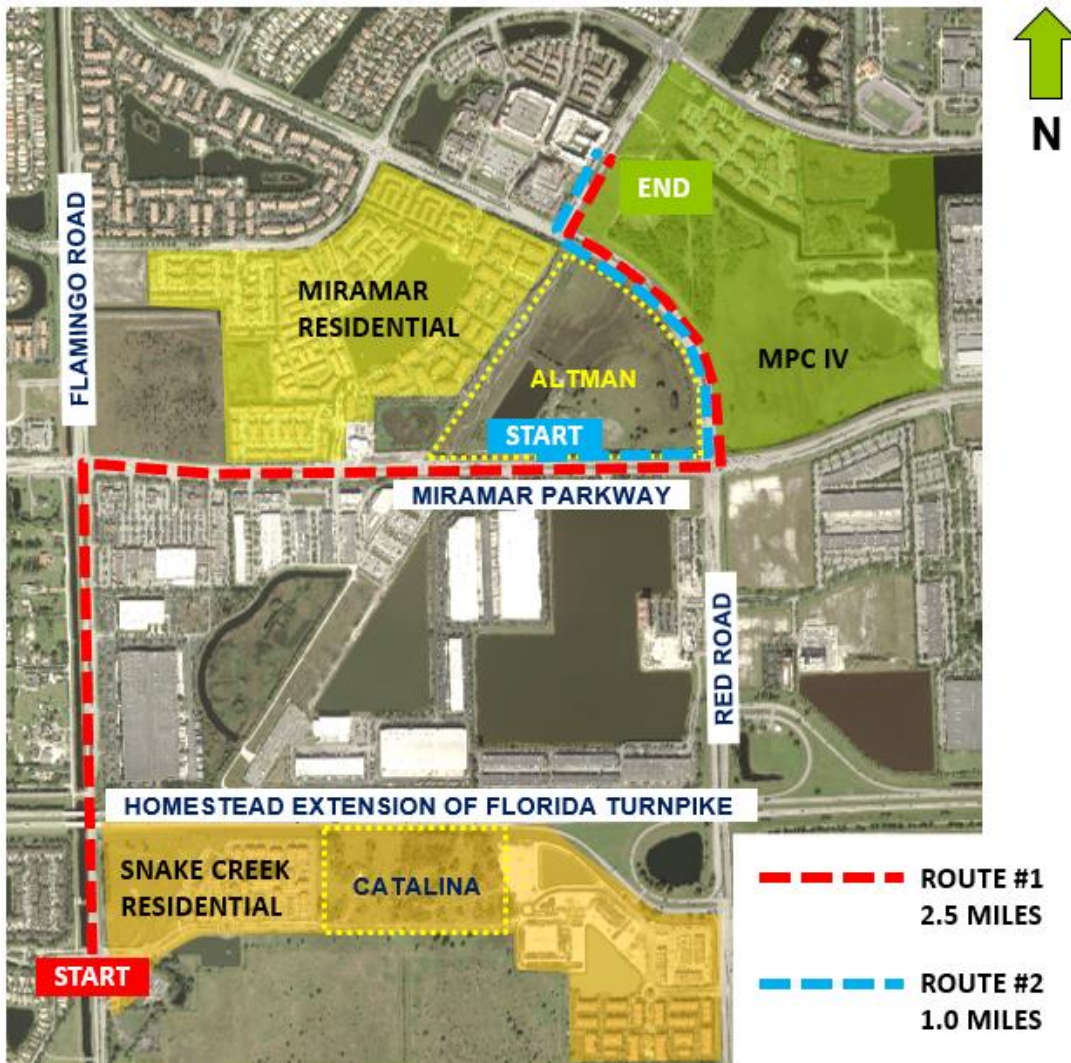 N
END
FLAMINGO ROAD
MIRAMAR
RESIDENTIAL
MPC IV
ALTMAN
START
MIRAMAR PARKWAY
RED ROAD
HOMESTEAD EXTENSION OF FLORIDA TURNPIKE
SNAKE CREEK
RESIDENTIAL
CATALINA
START
ROUTE #1
2.5 MILES
ROUTE #2
1.0 MILES